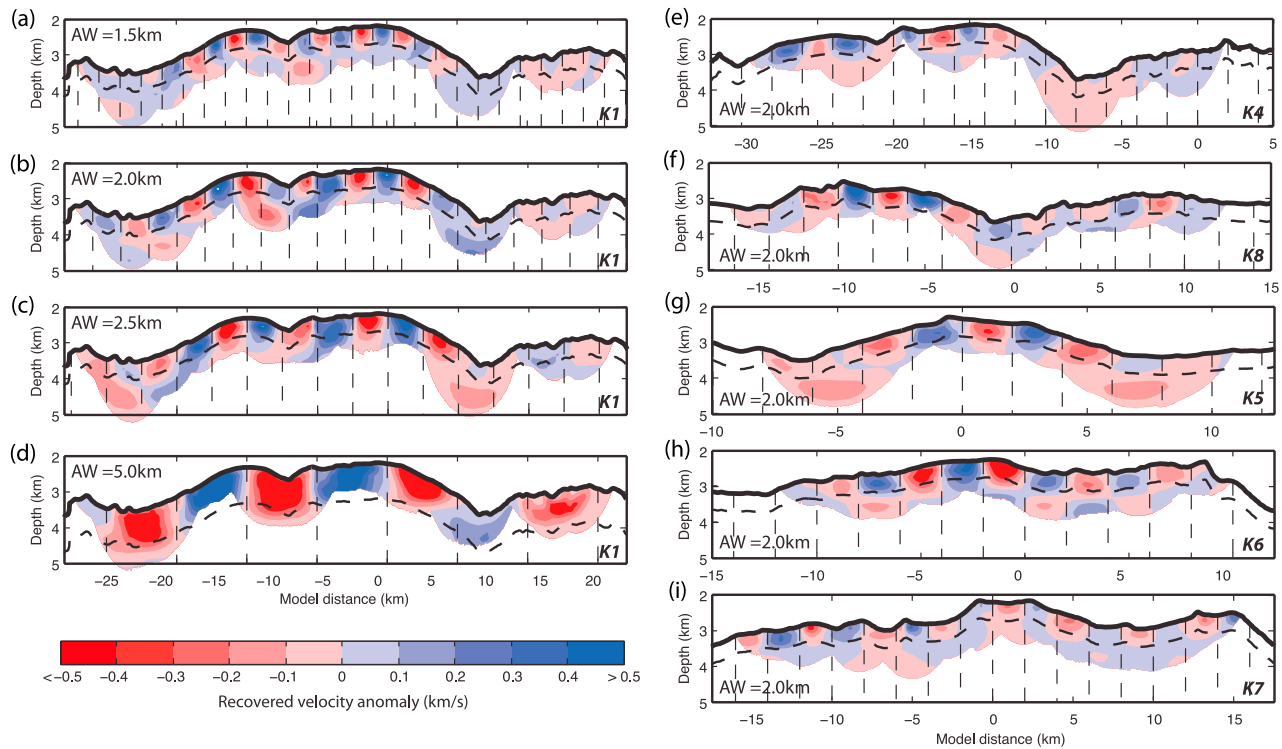 (a)
AW =1.5km
Depth (km)
2
3
4
5
K1
(b)
AW =2.0km
Depth (km)
2
3
4
5
K1
(c)
AW =2.5km
Depth (km)
2
3
4
5
K1
(d)
AW =5.0km
Depth (km)
2
3
4
5
K1
−25 −20 −15 −10 −5 0 5 10 15 20
Model distance (km)
<−0.5 −0.4 −0.3 −0.2 −0.1 0 0.1 0.2 0.3 0.4 > 0.5
Recovered velocity anomaly (km/s)
(e)
Depth (km)
2
3
4
5
AW =2.0km
K4
−30 −25 −20 −15 −10 −5 0 5
(f)
Depth (km)
2
3
4
5
AW =2.0km
K8
−15 −10 −5 0 5 10 15
(g)
Depth (km)
2
3
4
5
AW =2.0km
K5
−10 −5 0 5 10
(h)
Depth (km)
2
3
4
5
AW =2.0km
K6
−15 −10 −5 0 5 10
(i)
Depth (km)
2
3
4
5
AW =2.0km
K7
−15 −10 −5 0 5 10 15
Model distance (km)